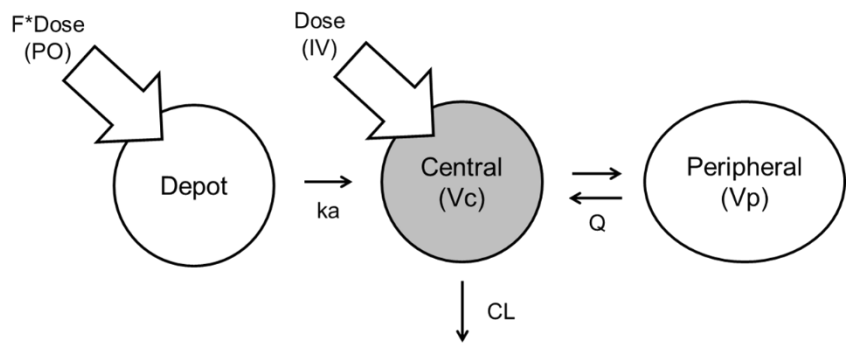 F*Dose
(PO)
Dose
(IV)
Depot
ka
Central
(Vc)
Peripheral
(Vp)
Q
CL